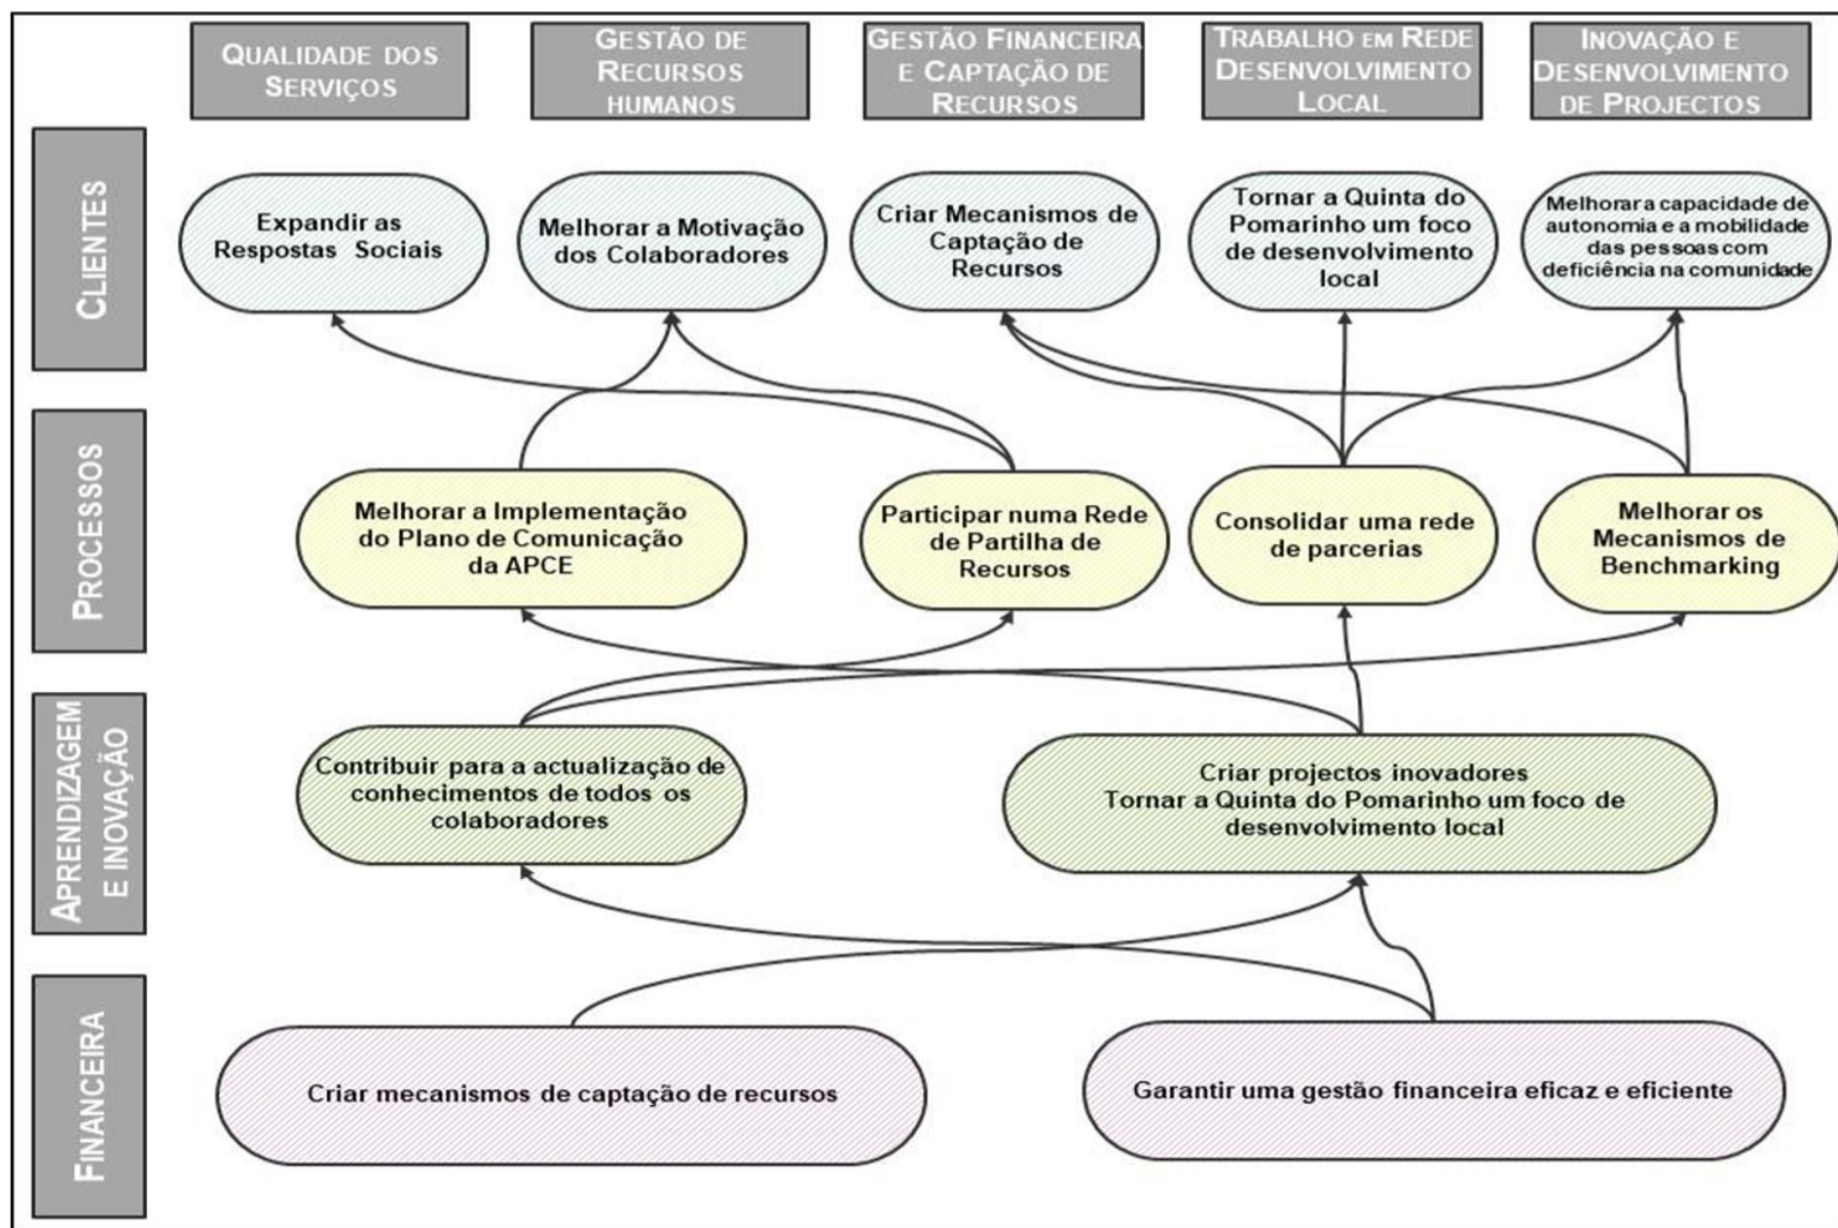 QUALIDADE DOS
SERVIÇOS
GESTÃO DE
RECURSOS
HUMANOS
GESTÃO FINANCEIRA
E CAPTAÇÃO DE
RECURSOS
TRABALHO EM REDE
DESENVOLVIMENTO
LOCAL
INOVAÇÃO E
DESENVOLVIMENTO
DE PROJECTOS
CLIENTES
Expandir as
Respostas Sociais
Melhorar a Motivação
dos Colaboradores
Criar Mecanismos de
Captação de
Recursos
Tornar a Quinta do
Pomarinho um foco
de desenvolvimento
local
Melhorar a capacidade de
autonomia e a mobilidade
das pessoas com
deficiência na comunidade
PROCESSOS
Melhorar a Implementação
do Plano de Comunicação
da APCE
Participar numa Rede
de Partilha de
Recursos
Consolidar uma rede
de parcerias
Melhorar os
Mecanismos de
Benchmarking
APRENDIZAGEM
E INOVAÇÃO
Contribuir para a actualização de
conhecimentos de todos os
colaboradores
Criar projectos inovadores
Tornar a Quinta do Pomarinho um foco de
desenvolvimento local
FINANCEIRA
Criar mecanismos de captação de recursos
Garantir uma gestão financeira eficaz e eficiente